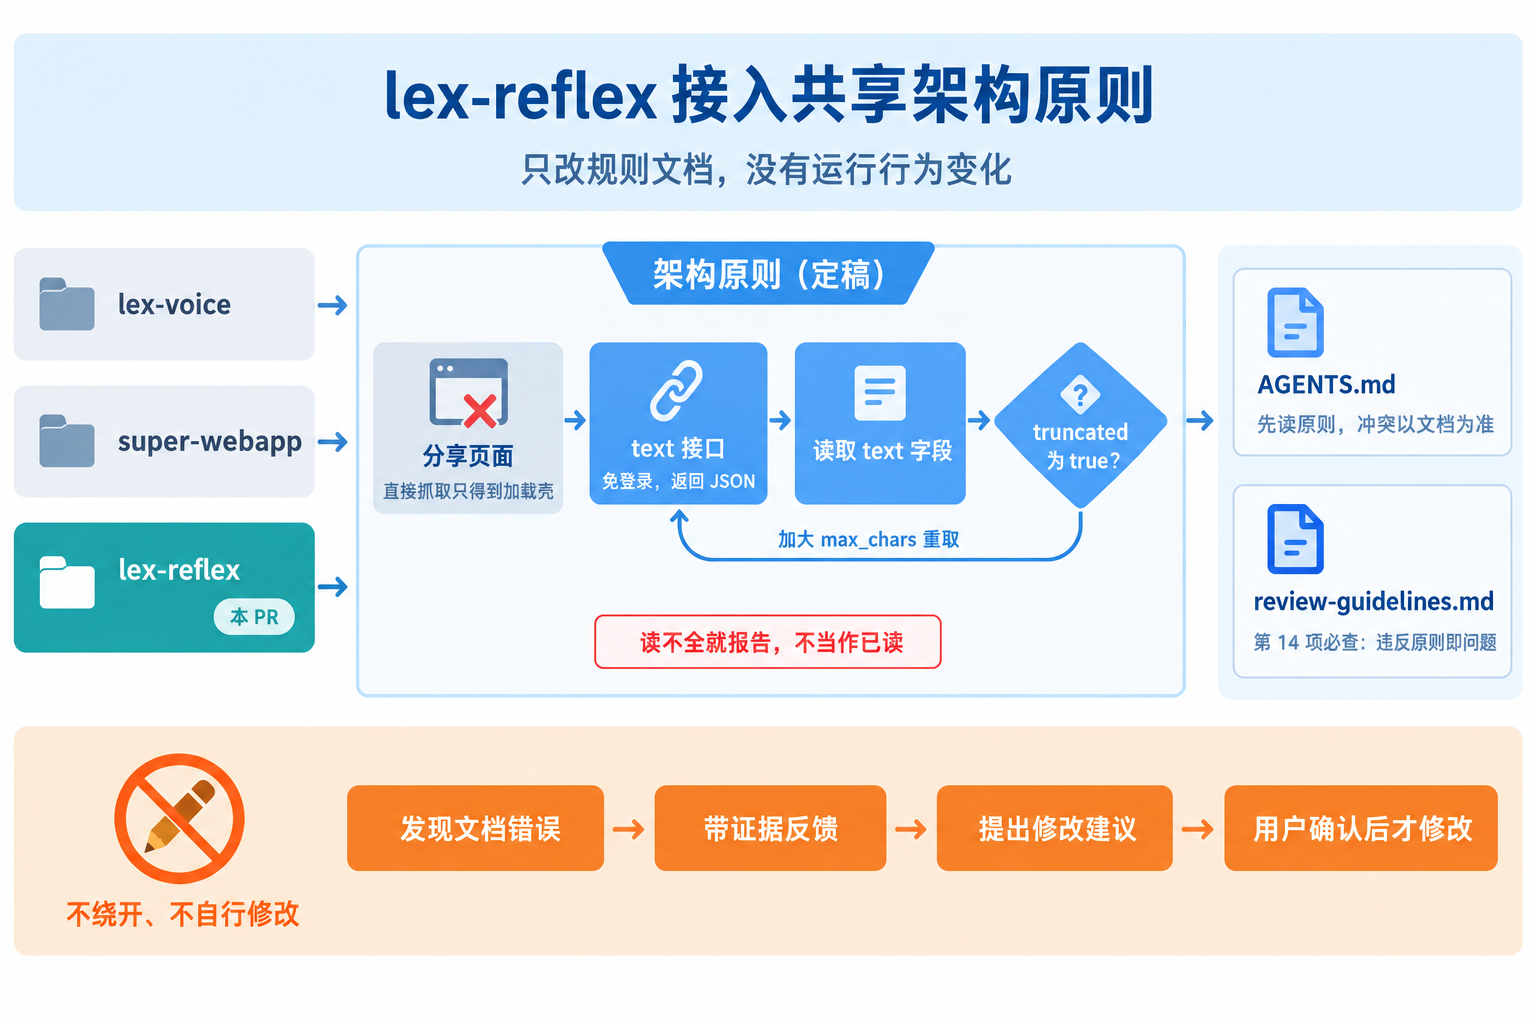 lex-reflex 接入共享架构原则
只改规则文档，没有运行行为变化
lex-voice
super-webapp
lex-reflex
本 PR
架构原则（定稿）
分享页面
直接抓取只得到加载壳
text 接口
免登录，返回 JSON
读取 text 字段
?
truncated
为 true？
加大 max_chars 重取
读不全就报告，不当作已读
AGENTS.md
先读原则，冲突以文档为准
review-guidelines.md
第 14 项必查：违反原则即问题
不绕开、不自行修改
发现文档错误
带证据反馈
提出修改建议
用户确认后才修改